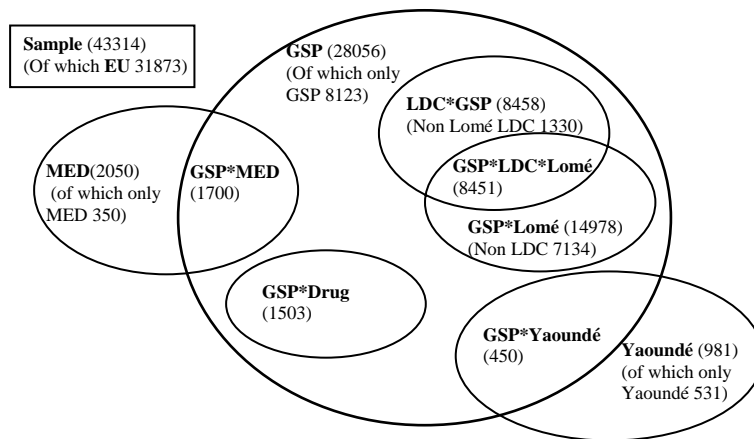 Sample (43314)
(Of which EU 31873)
GSP (28056)
(Of which only
GSP 8123)
LDC*GSP (8458)
(Non Lomé LDC 1330)
GSP*LDC*Lomé
(8451)
GSP*Lomé (14978)
(Non LDC 7134)
MED(2050)
(of which only
MED 350)
GSP*MED
(1700)
GSP*Drug
(1503)
GSP*Yaoundé
(450)
Yaoundé (981)
(of which only
Yaoundé 531)